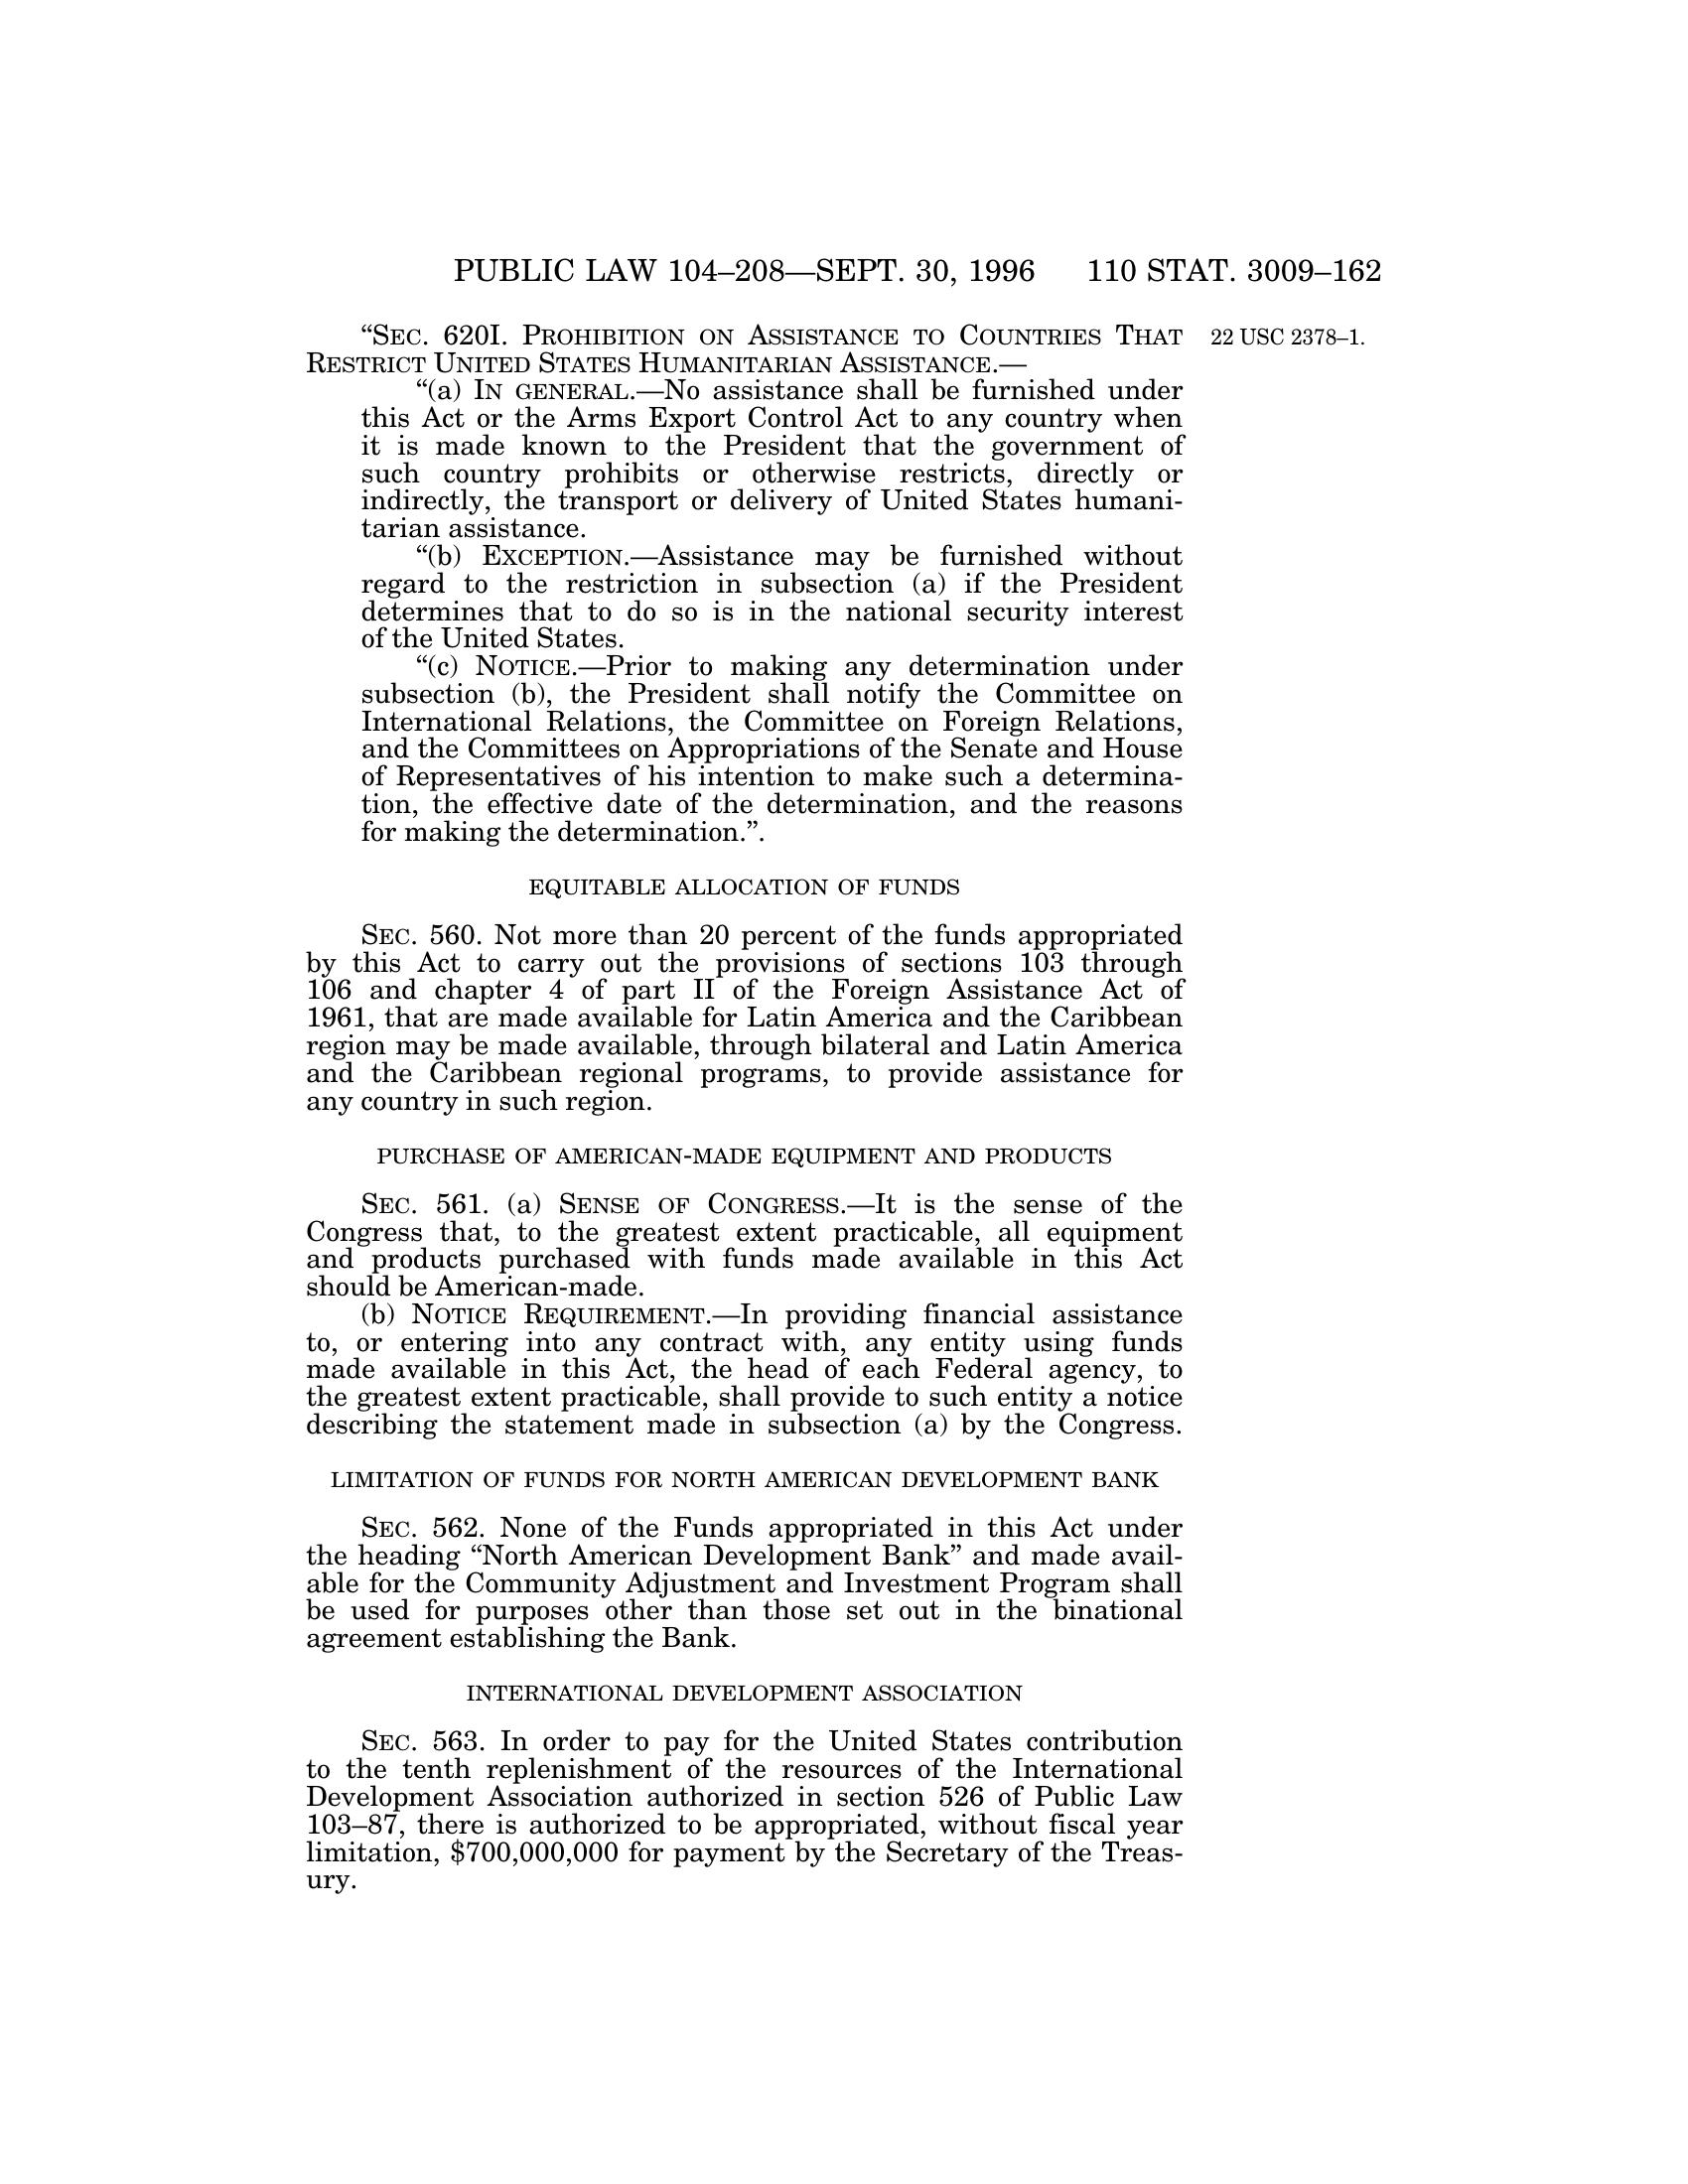 PUBLIC LAW 104–208—SEPT. 30, 1996 110 STAT. 3009–162
“SEC. 620I. PROHIBITION ON ASSISTANCE TO COUNTRIES THAT 22 USC 2378–1.
RESTRICT UNITED STATES HUMANITARIAN ASSISTANCE.—
“(a) IN GENERAL.—No assistance shall be furnished under
this Act or the Arms Export Control Act to any country when
it is made known to the President that the government of
such country prohibits or otherwise restricts, directly or
indirectly, the transport or delivery of United States humani-
tarian assistance.
“(b) EXCEPTION.—Assistance may be furnished without
regard to the restriction in subsection (a) if the President
determines that to do so is in the national security interest
of the United States.
“(c) NOTICE.—Prior to making any determination under
subsection (b), the President shall notify the Committee on
International Relations, the Committee on Foreign Relations,
and the Committees on Appropriations of the Senate and House
of Representatives of his intention to make such a determina-
tion, the effective date of the determination, and the reasons
for making the determination.”.
EQUITABLE ALLOCATION OF FUNDS
SEC. 560. Not more than 20 percent of the funds appropriated
by this Act to carry out the provisions of sections 103 through
106 and chapter 4 of part II of the Foreign Assistance Act of
1961, that are made available for Latin America and the Caribbean
region may be made available, through bilateral and Latin America
and the Caribbean regional programs, to provide assistance for
any country in such region.
PURCHASE OF AMERICAN-MADE EQUIPMENT AND PRODUCTS
SEC. 561. (a) SENSE OF CONGRESS.—It is the sense of the
Congress that, to the greatest extent practicable, all equipment
and products purchased with funds made available in this Act
should be American-made.
(b) NOTICE REQUIREMENT.—In providing financial assistance
to, or entering into any contract with, any entity using funds
made available in this Act, the head of each Federal agency, to
the greatest extent practicable, shall provide to such entity a notice
describing the statement made in subsection (a) by the Congress.
LIMITATION OF FUNDS FOR NORTH AMERICAN DEVELOPMENT BANK
SEC. 562. None of the Funds appropriated in this Act under
the heading “North American Development Bank” and made avail-
able for the Community Adjustment and Investment Program shall
be used for purposes other than those set out in the binational
agreement establishing the Bank.
INTERNATIONAL DEVELOPMENT ASSOCIATION
SEC. 563. In order to pay for the United States contribution
to the tenth replenishment of the resources of the International
Development Association authorized in section 526 of Public Law
103–87, there is authorized to be appropriated, without fiscal year
limitation, $700,000,000 for payment by the Secretary of the Treas-
ury.